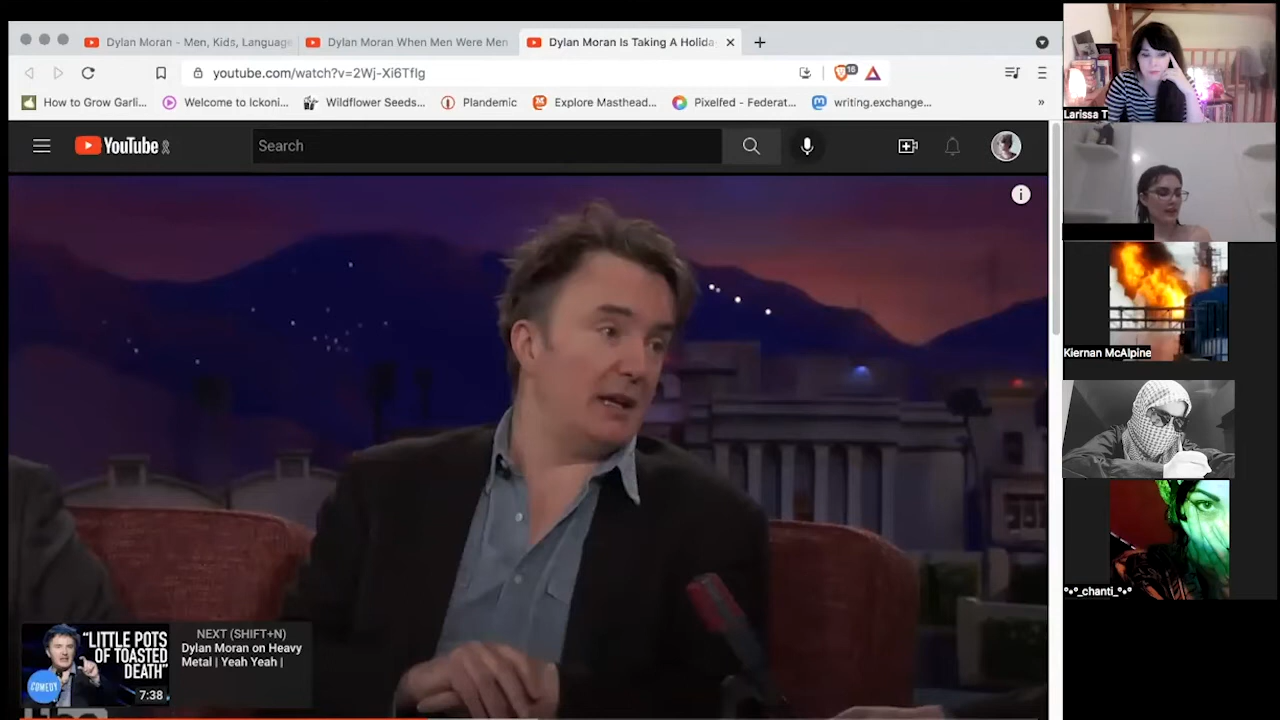 Dylan Moran - Men, Kids, Language
Dylan Moran When Men Were Men
Dylan Moran Is Taking A Holida
youtube.com/watch?v=2Wj-Xi6TfIg
16
How to Grow Garli...
Welcome to Ickoni...
Wildflower Seeds...
Plandemic
Explore Masthead...
Pixelfed - Federat...
writing.exchange...
»
YouTube
Search
"LITTLE POTS
OF TOASTED
DEATH"
COMEDY
7:38
NEXT (SHIFT+N)
Dylan Moran on Heavy
Metal | Yeah Yeah |
Larissa T
Kiernan McAlpine
°•°_chanti_°•°